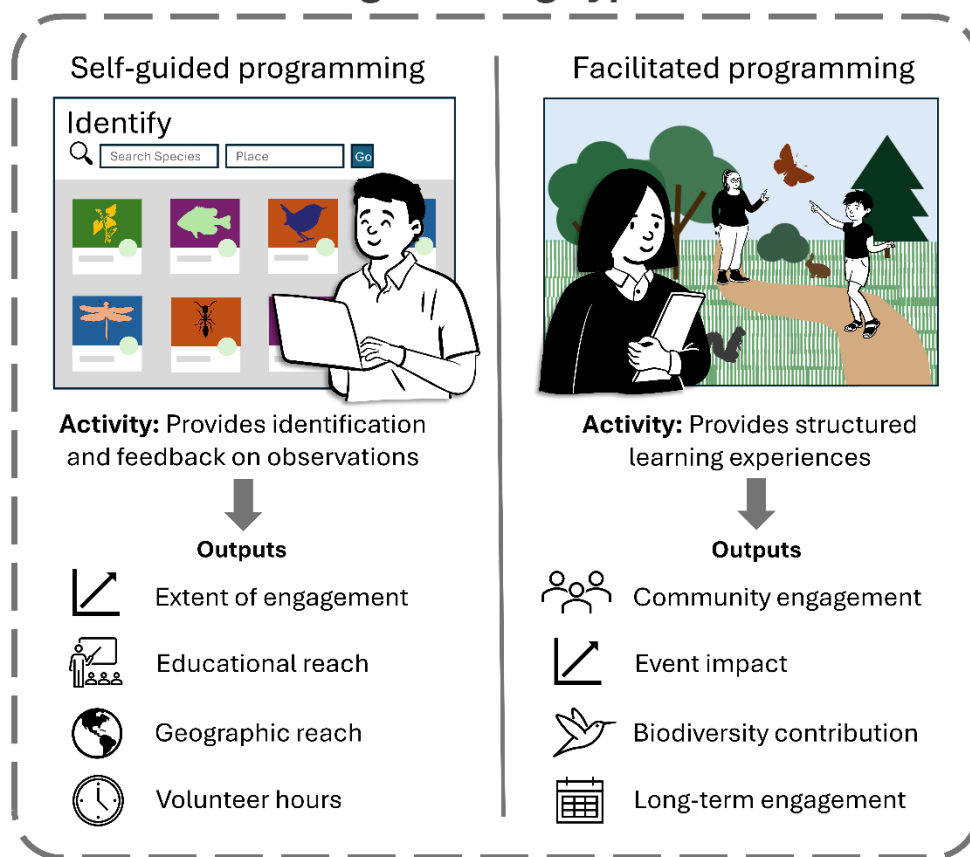 Self-guided programming
Identify
Search Species
Place
Go
Activity: Provides identification
and feedback on observations
Outputs
Extent of engagement
Educational reach
Geographic reach
Volunteer hours
Facilitated programming
Activity: Provides structured
learning experiences
Outputs
Community engagement
Event impact
Biodiversity contribution
Long-term engagement